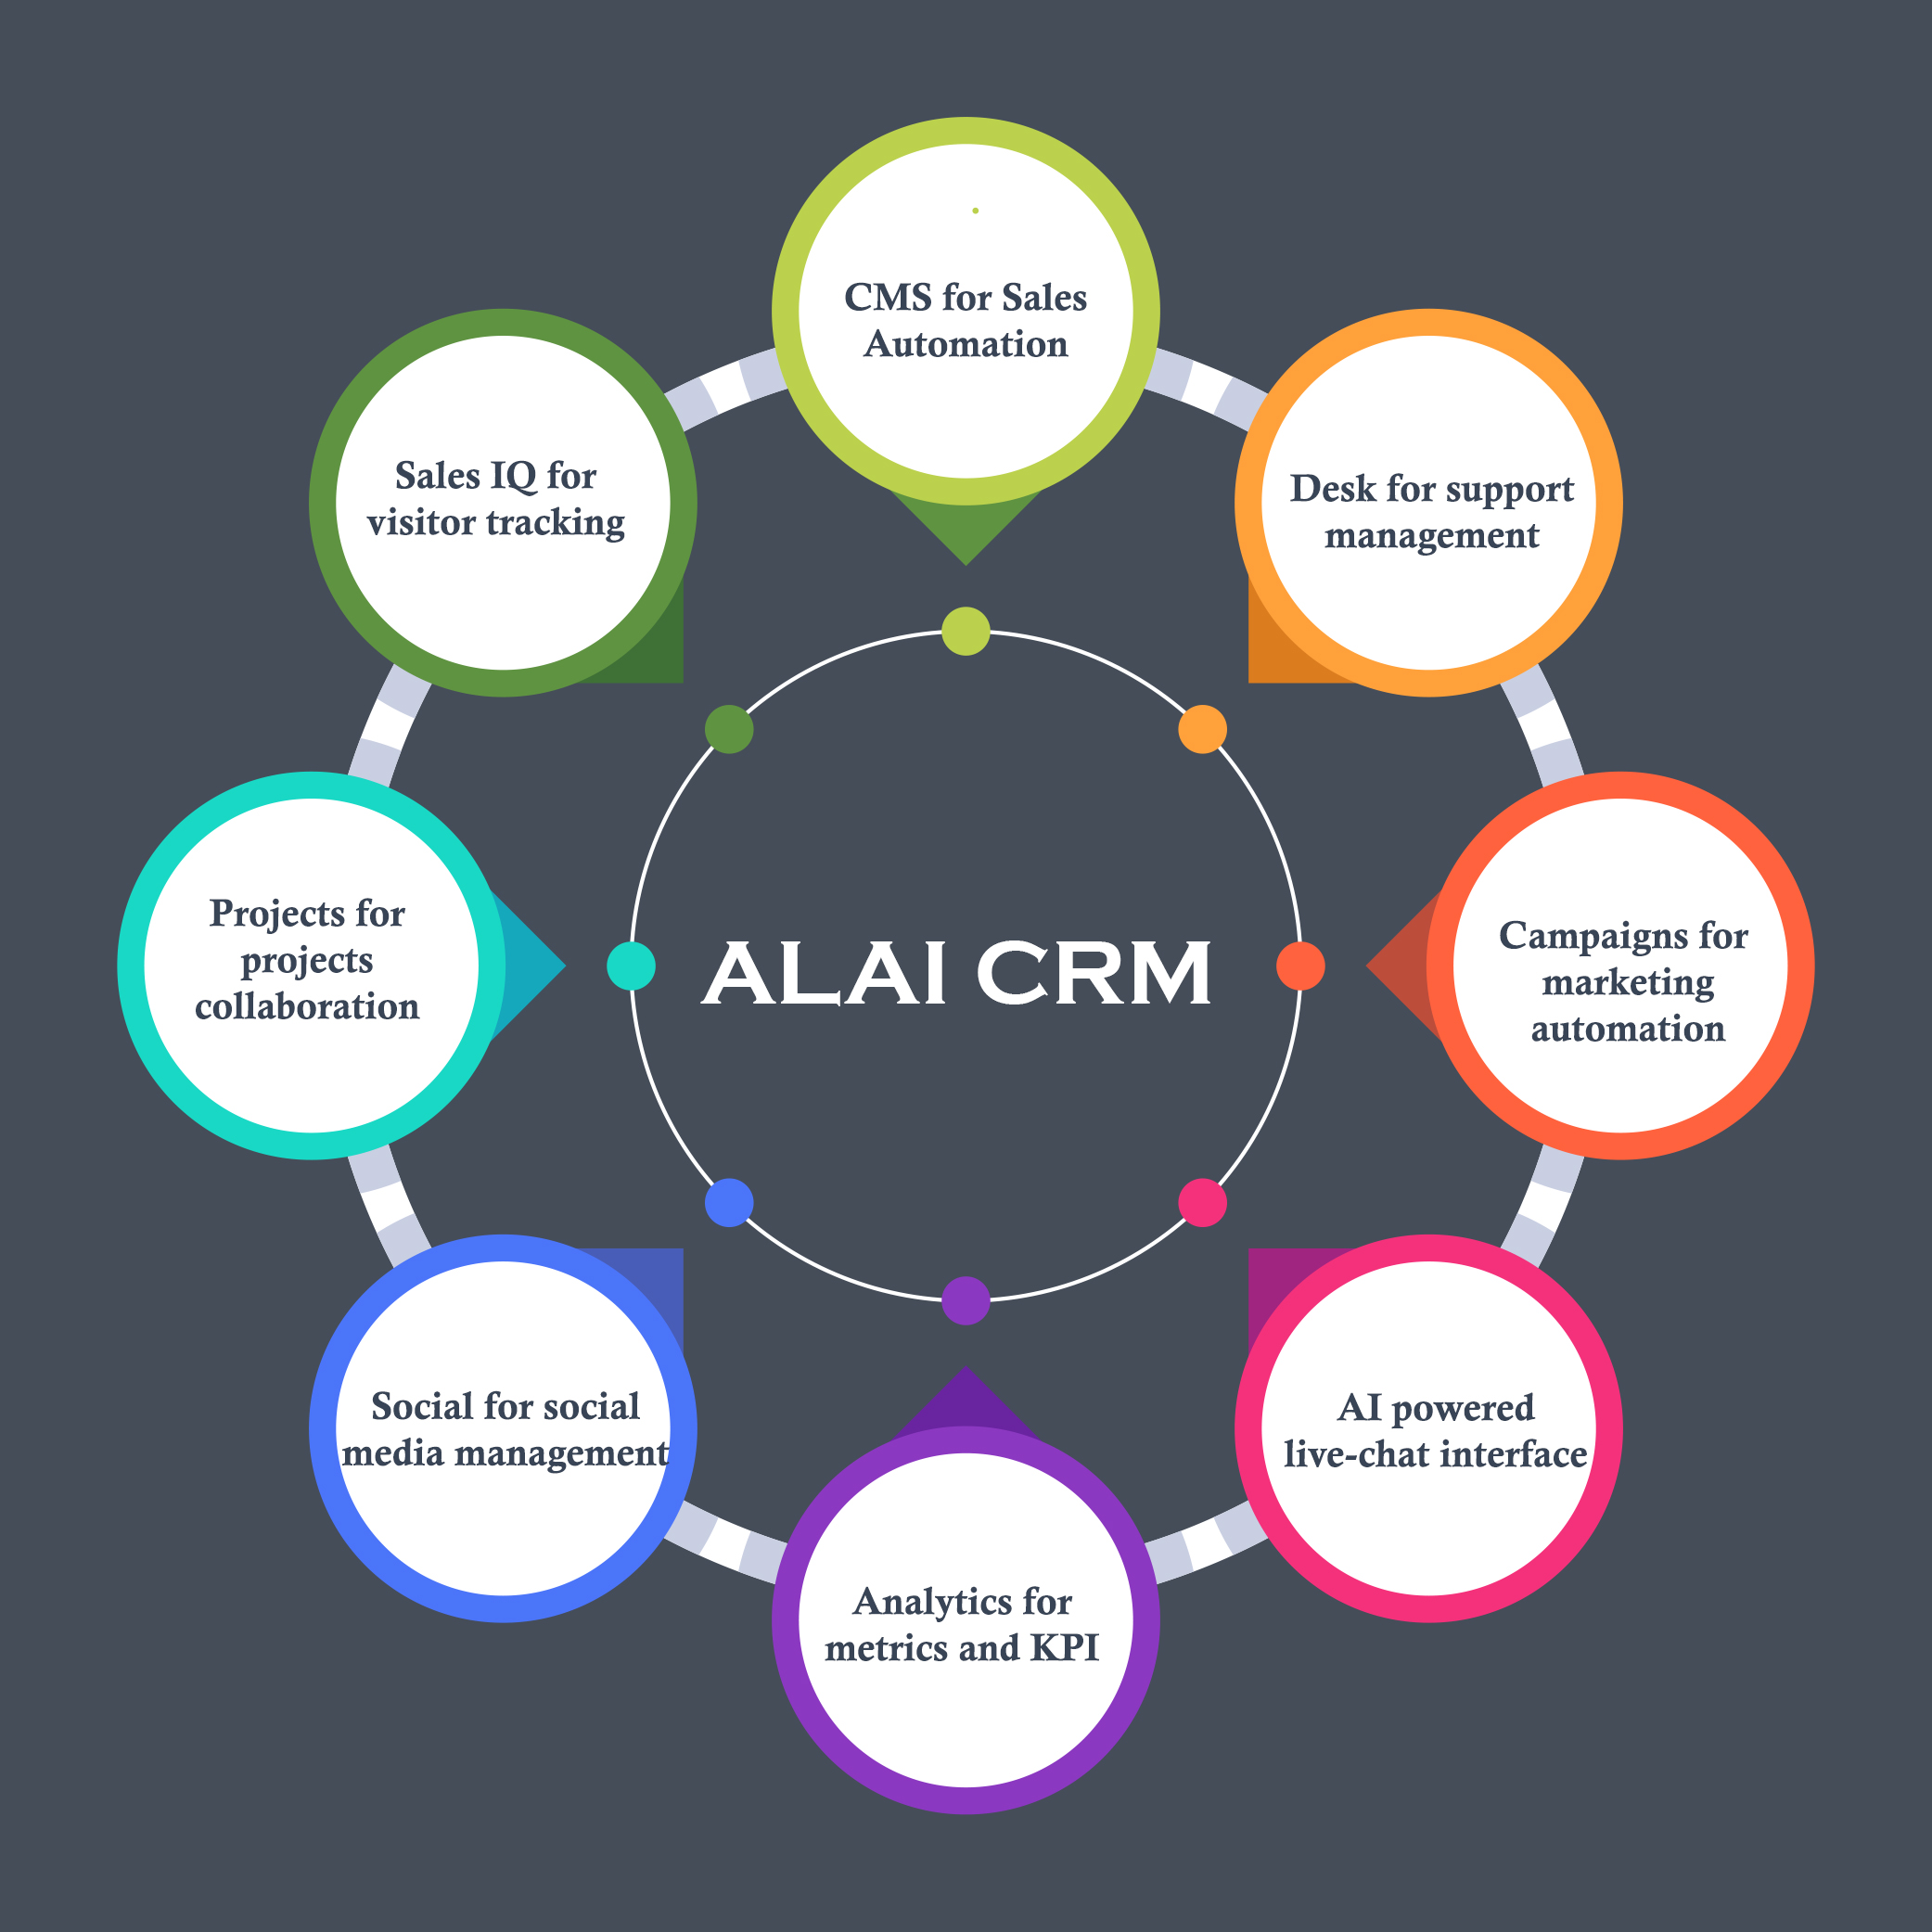 CMS for Sales
Automation
Sales IQ for
visitor tracking
Desk for support
management
Projects for
projects
collaboration
ALAI CRM
Campaigns for
marketing
automation
Social for social
media management
AI powered
live-chat interface
Analytics for
metrics and KPI